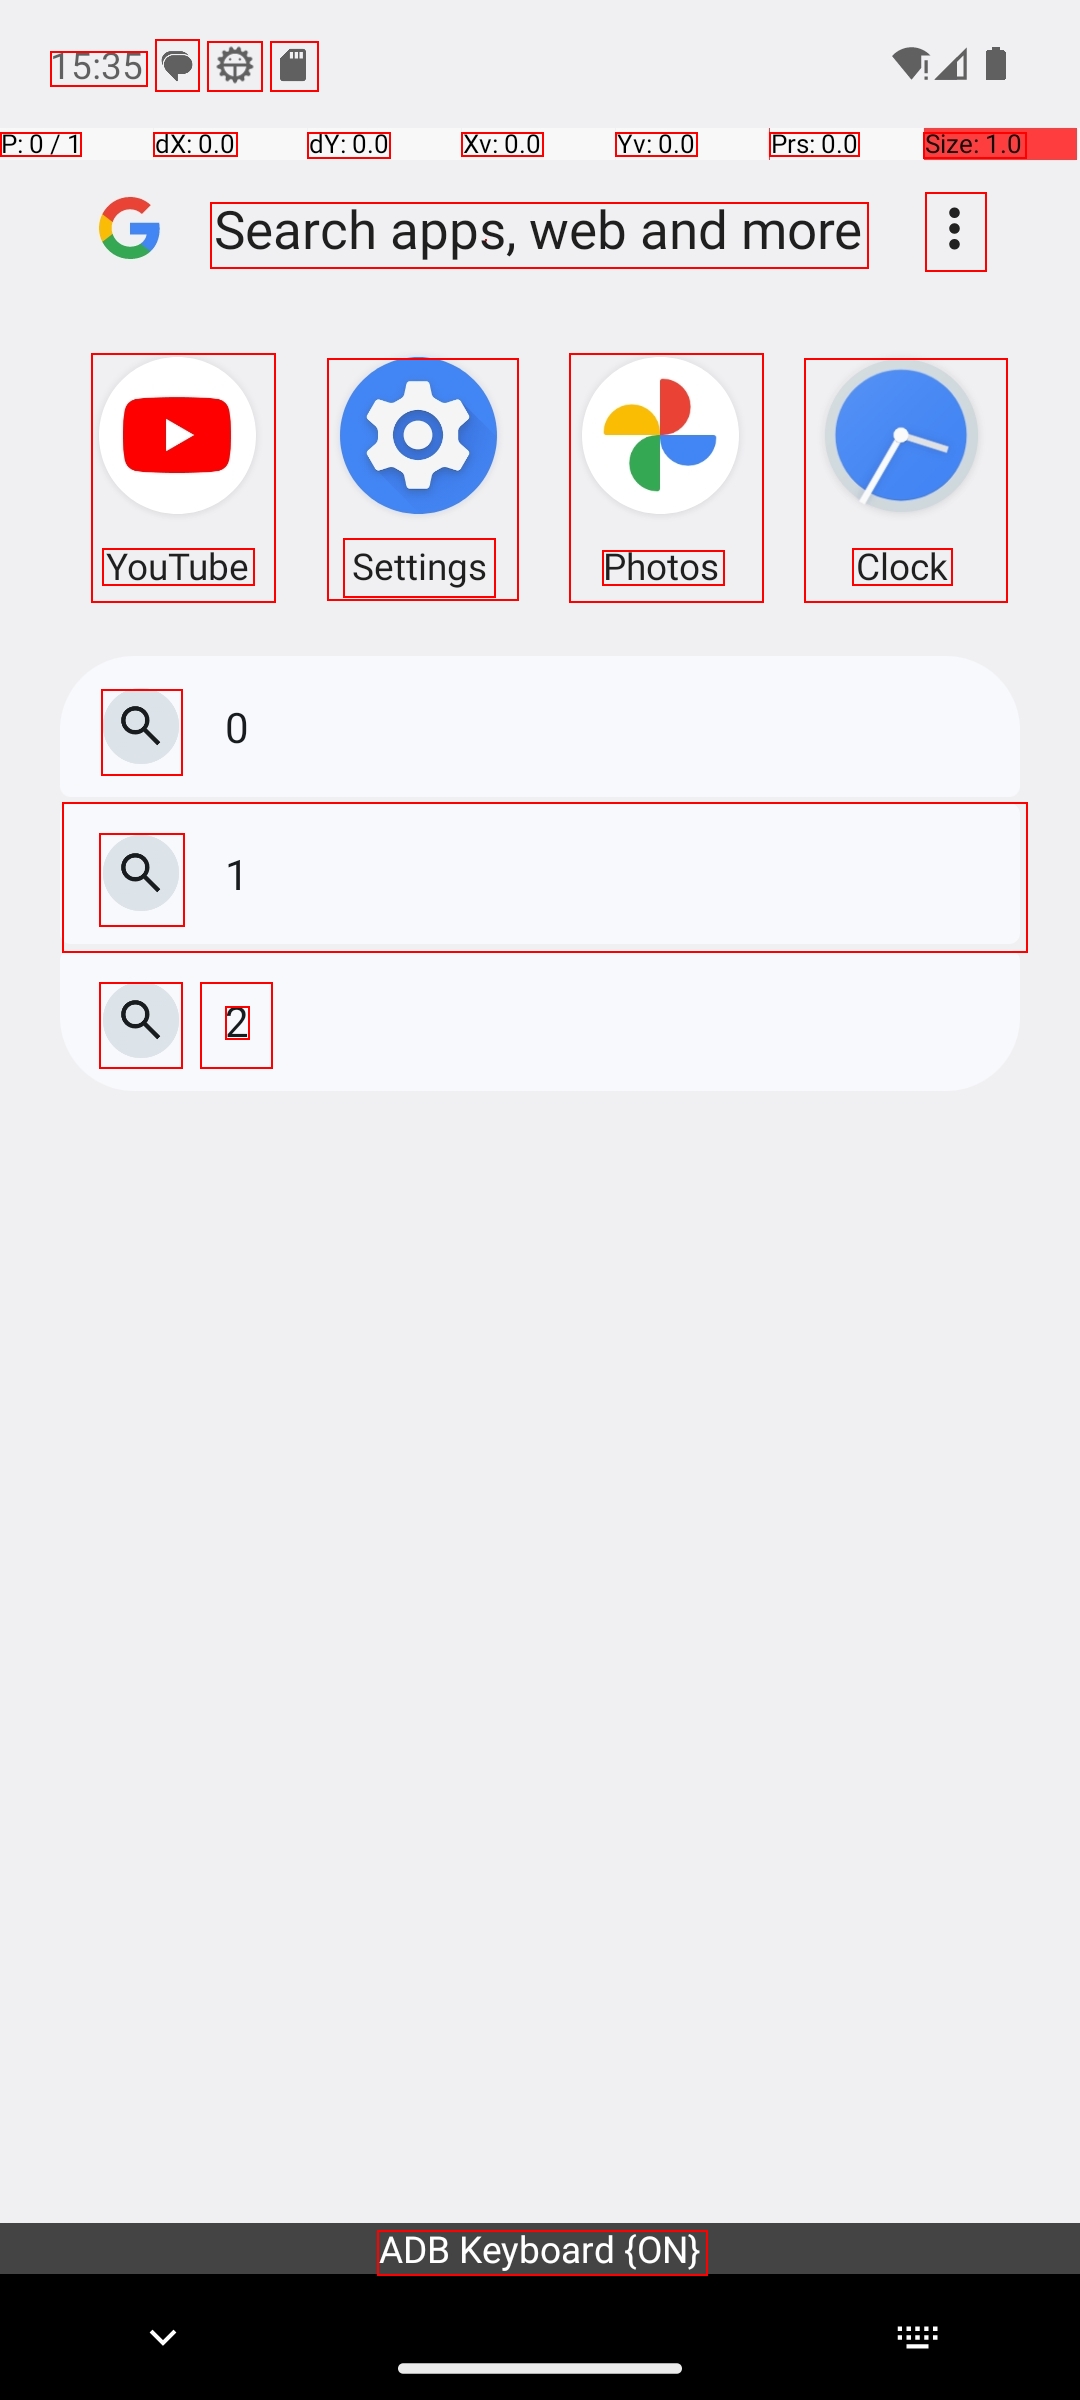 15:35
P: 0 / 1 dX: 0.0 dY: 0.0 Xv: 0.0 Yv: 0.0 Prs: 0.0 Size: 1.0
Search apps, web and more
YouTube Settings Photos Clock
0
1
2
ADB Keyboard {ON}